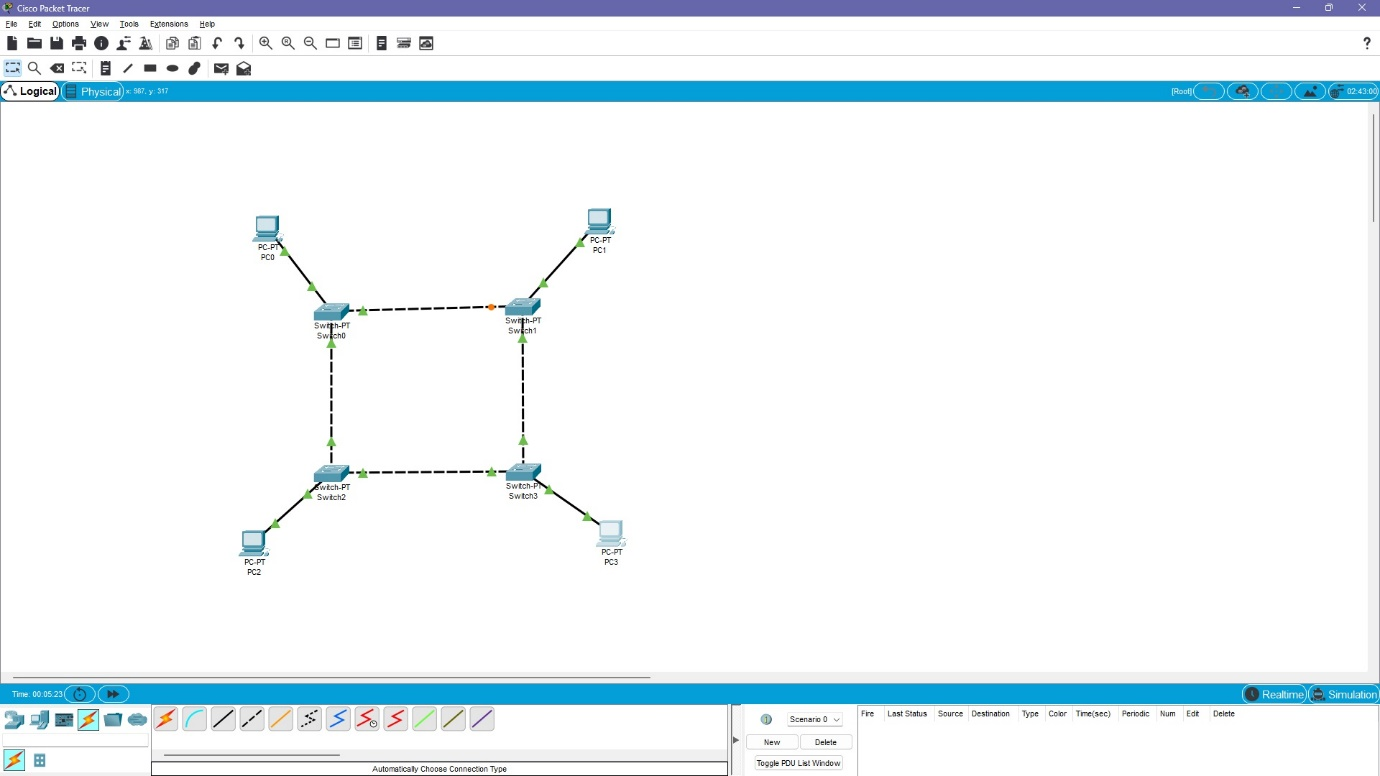 Cisco Packet Tracer
File Edit Options View Tools Extensions Help
?
Logical Physical x: 987, y: 317 [Root] 02:43:00
PC-PT
PC0
PC-PT
PC1
Switch-PT
Switch0
Switch-PT
Switch1
Switch-PT
Switch2
Switch-PT
Switch3
PC-PT
PC2
PC-PT
PC3
Time: 00:05:23 Realtime Simulation
Scenario 0
New Delete
Toggle PDU List Window
Fire Last Status Source Destination Type Color Time(sec) Periodic Num Edit Delete
Automatically Choose Connection Type